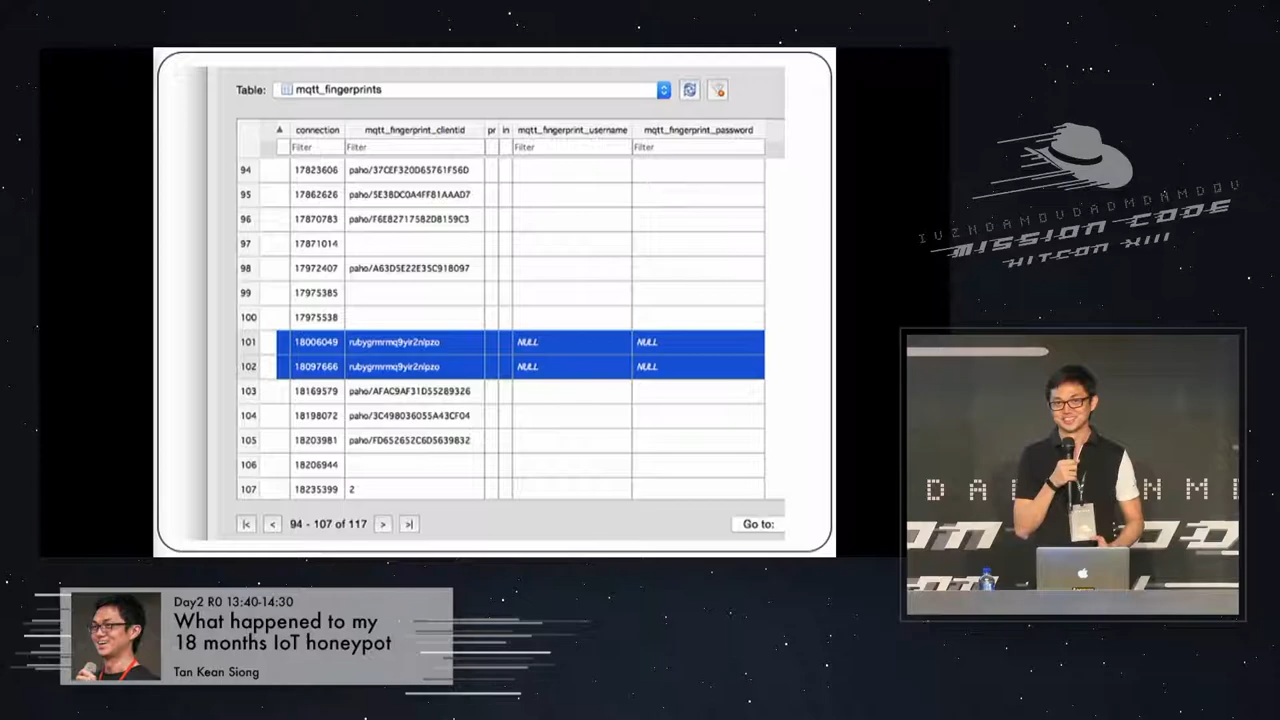 Table: mqtt_fingerprints
connection mqtt_fingerprint_clientid pr in mqtt_fingerprint_username mqtt_fingerprint_password
Filter Filter Filter Filter
94 17823606 paho/37CEF320D65761F56D
95 17862626 paho/5E38DC0A4FF81AAAD7
96 17870783 paho/F6E82717582D8159C3
97 17871014
98 17972407 paho/A63D5E22E35C918097
99 17975385
100 17975538
101 18006049 rubygrmrmq9yir2nlpzo NULL NULL
102 18097666 rubygrmrmq9yir2nlpzo NULL NULL
103 18169579 paho/AFAC9AF31D55289326
104 18198072 paho/3C498036055A43CF04
105 18203981 paho/FD652652C6D5639832
106 18206944
107 18235399 2
94 - 107 of 117 Go to:
MISSION CODE
HITCON XIII
Day2 R0 13:40-14:30
What happened to my
18 months IoT honeypot
Tan Kean Siong